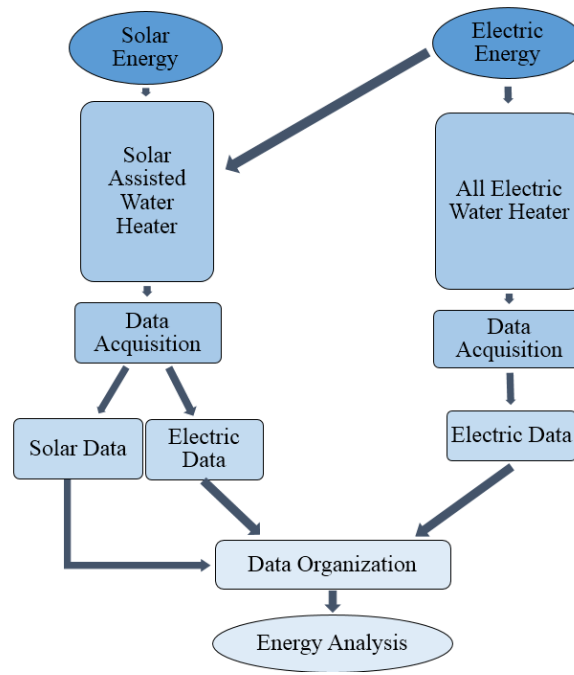 Solar
Energy
Electric
Energy
Solar
Assisted
Water
Heater
All Electric
Water Heater
Data
Acquisition
Data
Acquisition
Solar Data
Electric
Data
Electric Data
Data Organization
Energy Analysis